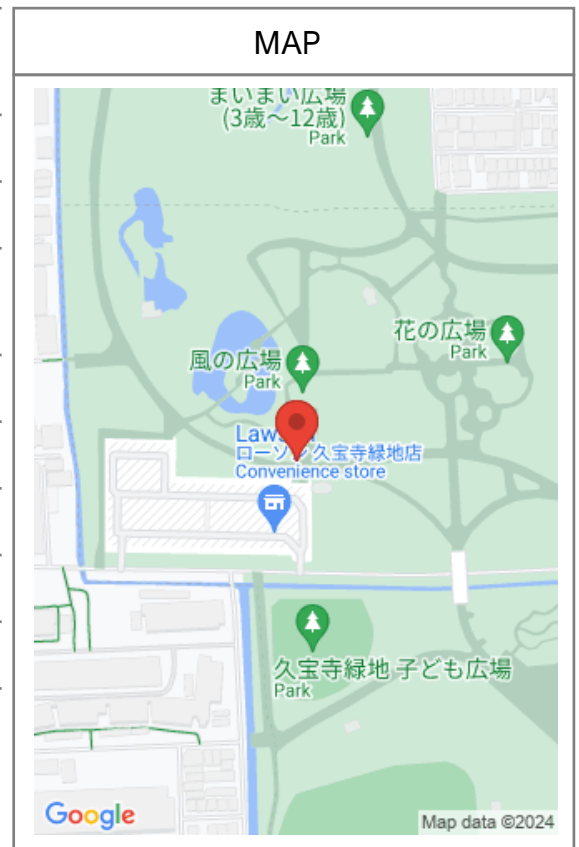 MAP
まいまい広場
(3歳～12歳)
Park
花の広場
Park
風の広場
Park
ローソン 久宝寺緑地店
Convenience store
久宝寺緑地 子ども広場
Park
Google
Map data ©2024